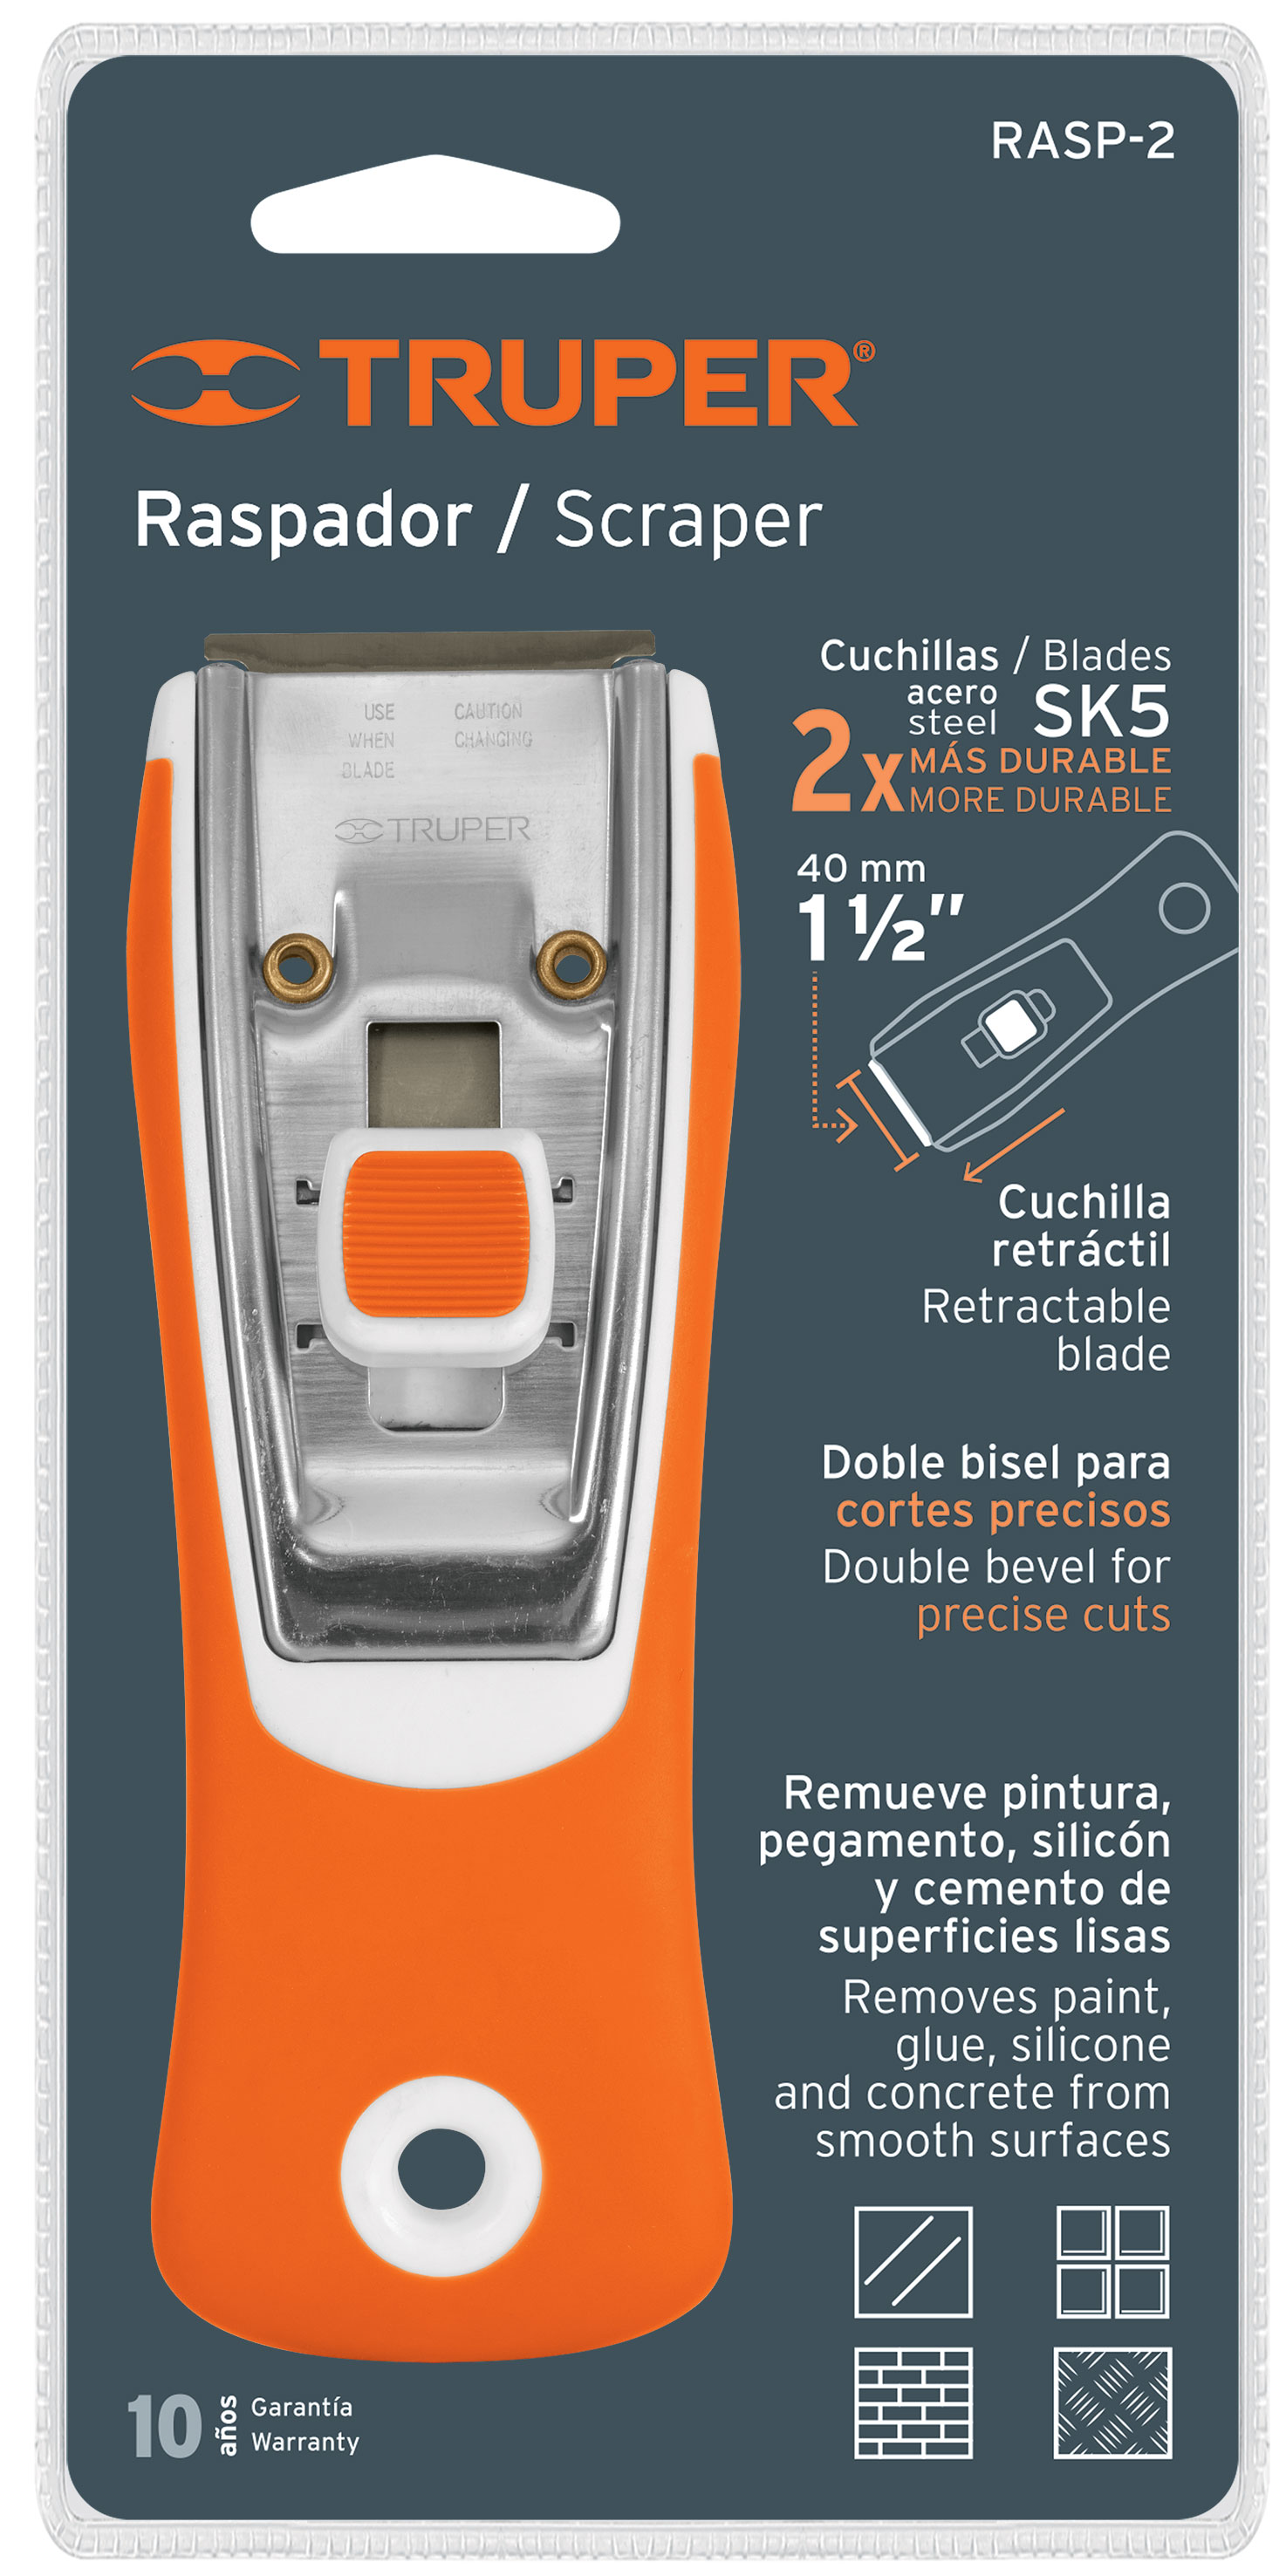 RASP-2
TRUPER®
Raspador / Scraper
USE CAUTION
WHEN CHANGING
BLADE
TRUPER
Cuchillas / Blades
acero
steel SK5
2x MÁS DURABLE
MORE DURABLE
40 mm
1 ½"
Cuchilla
retráctil
Retractable
blade
Doble bisel para
cortes precisos
Double bevel for
precise cuts
Remueve pintura,
pegamento, silicón
y cemento de
superficies lisas
Removes paint,
glue, silicone
and concrete from
smooth surfaces
10 años Garantía
Warranty